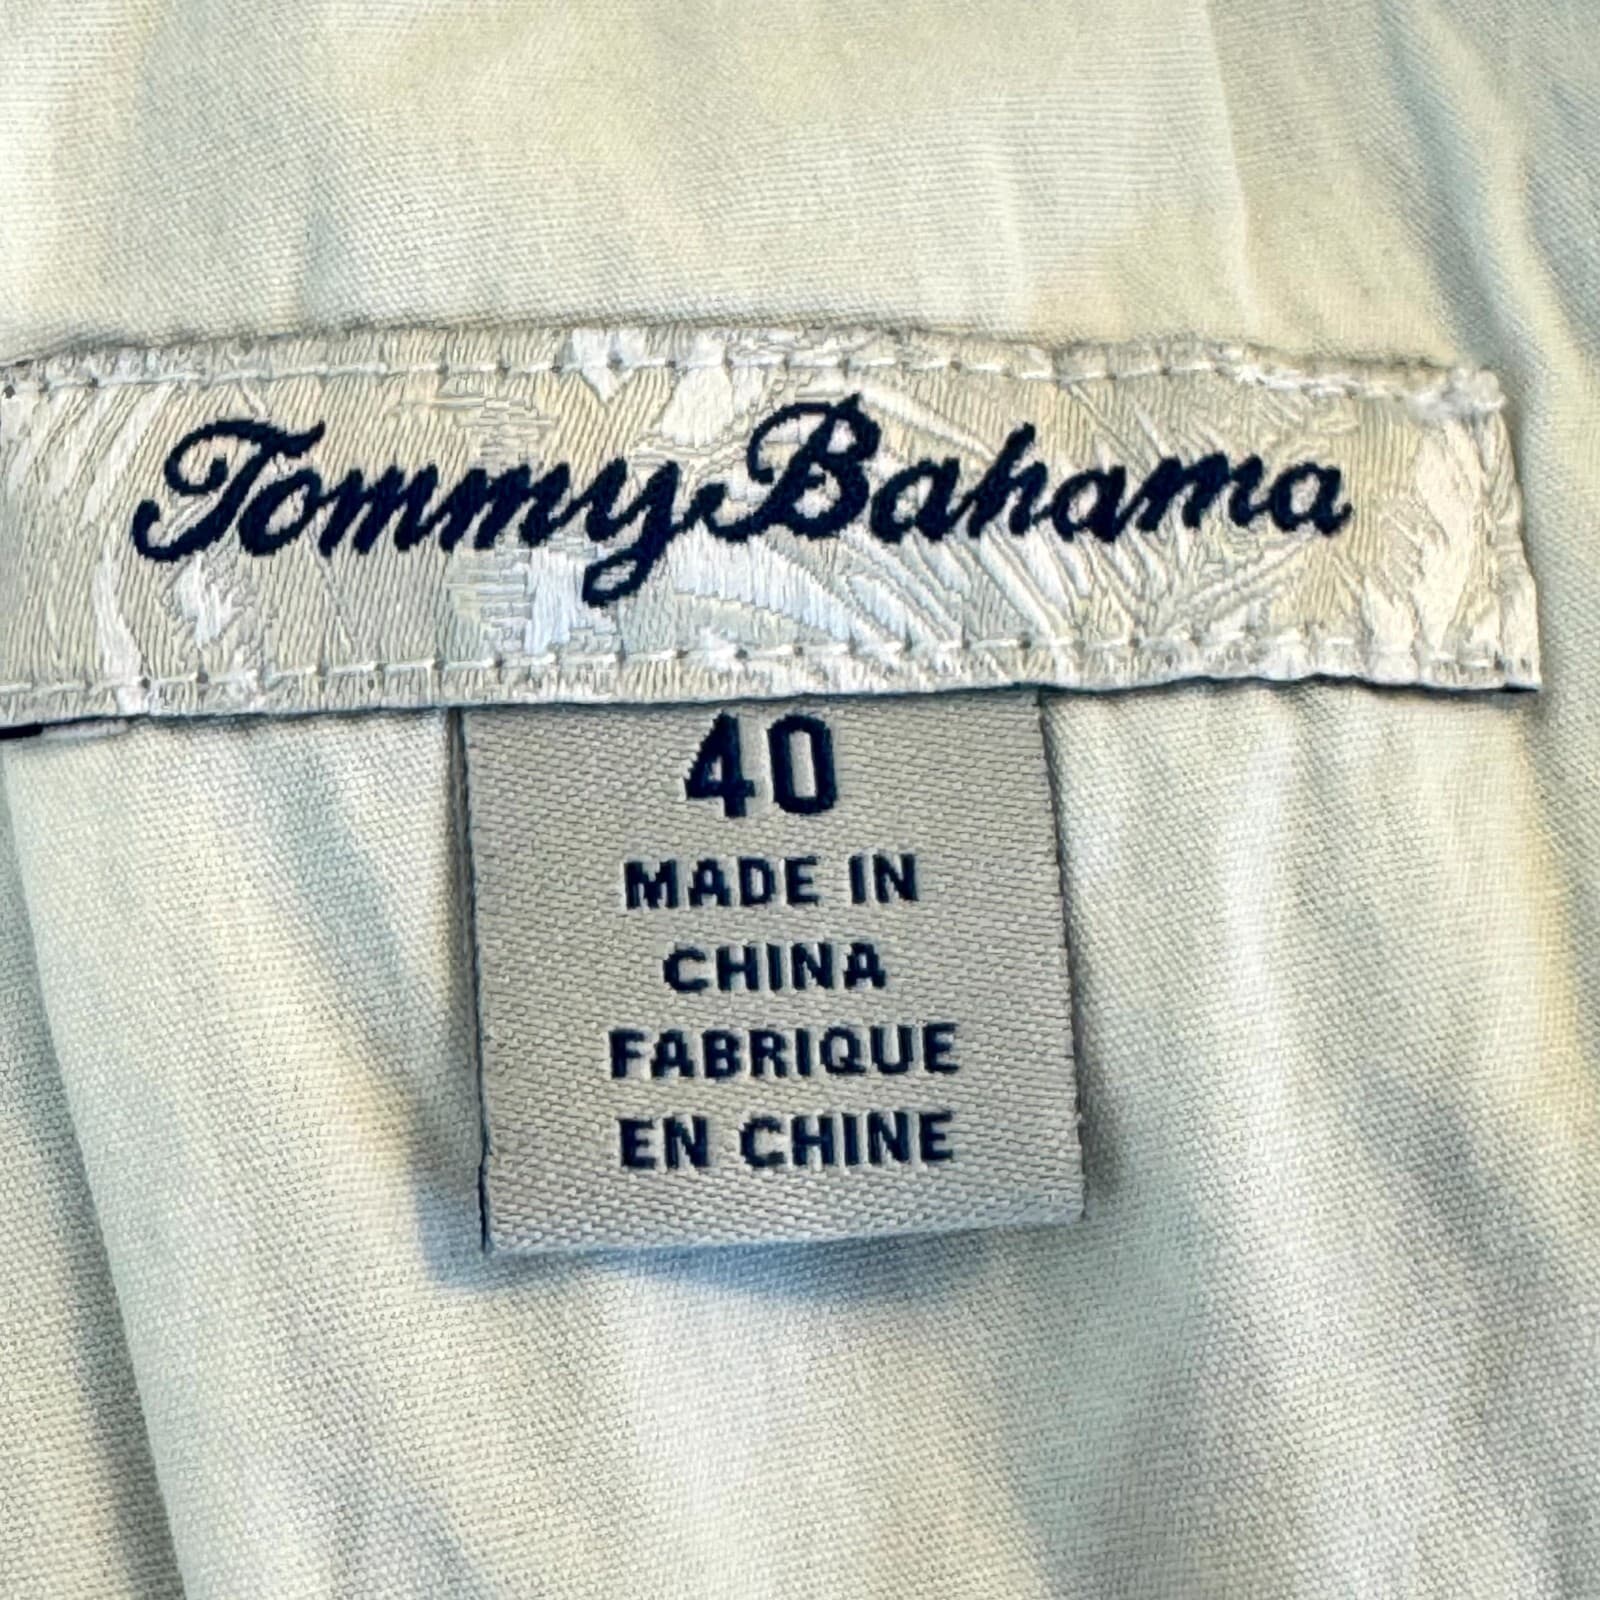 Tommy Bahama
40
MADE IN
CHINA
FABRIQUE
EN CHINE